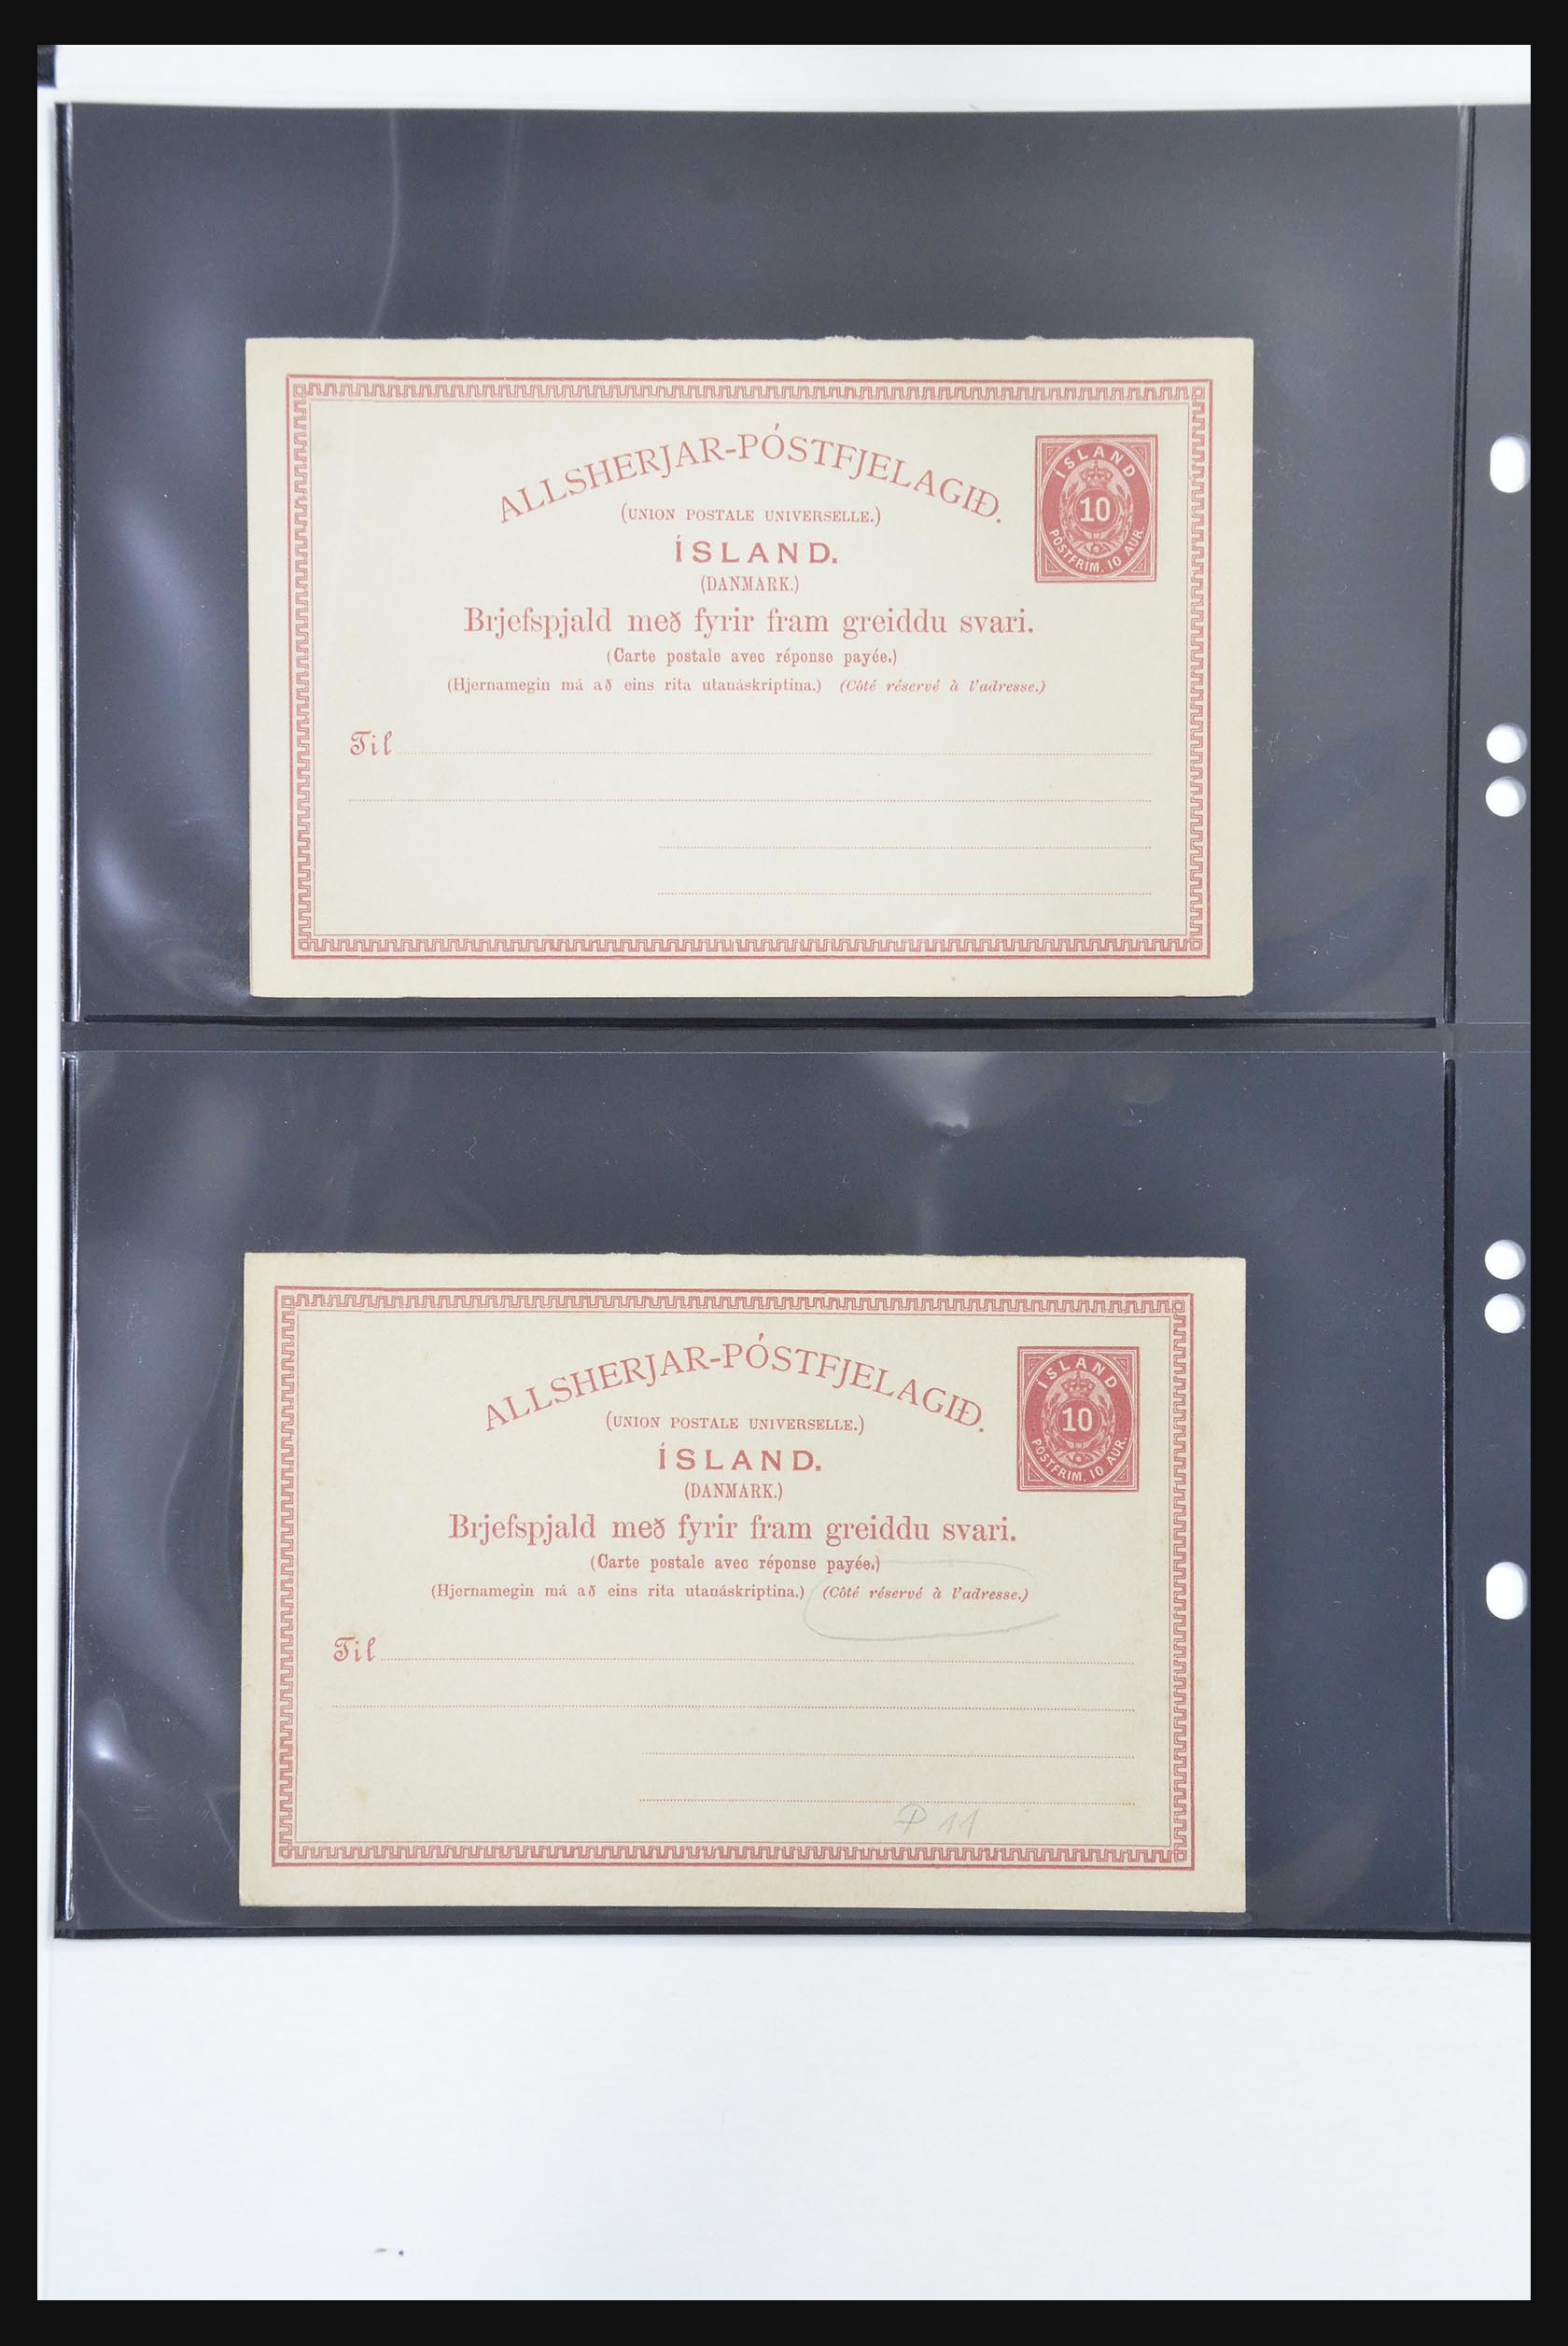 ALLSHERJAR-PÓSTFJELAGIÐ.
(UNION POSTALE UNIVERSELLE.)
ÍSLAND.
(DANMARK.)
Brjefspjald með fyrir fram greiddu svari.
(Carte postale avec réponse payée.)
(Hjernamegin má að eins rita utanáskriptina.) (Côté réservé à l'adresse.)
Til
ÍSLAND
10
POSTFRIM. 10 AUR.
ALLSHERJAR-PÓSTFJELAGIÐ.
(UNION POSTALE UNIVERSELLE.)
ÍSLAND.
(DANMARK.)
Brjefspjald með fyrir fram greiddu svari.
(Carte postale avec réponse payée.)
(Hjernamegin má að eins rita utanáskriptina.) (Côté réservé à l'adresse.)
Til
ÍSLAND
10
POSTFRIM. 10 AUR.
P 11